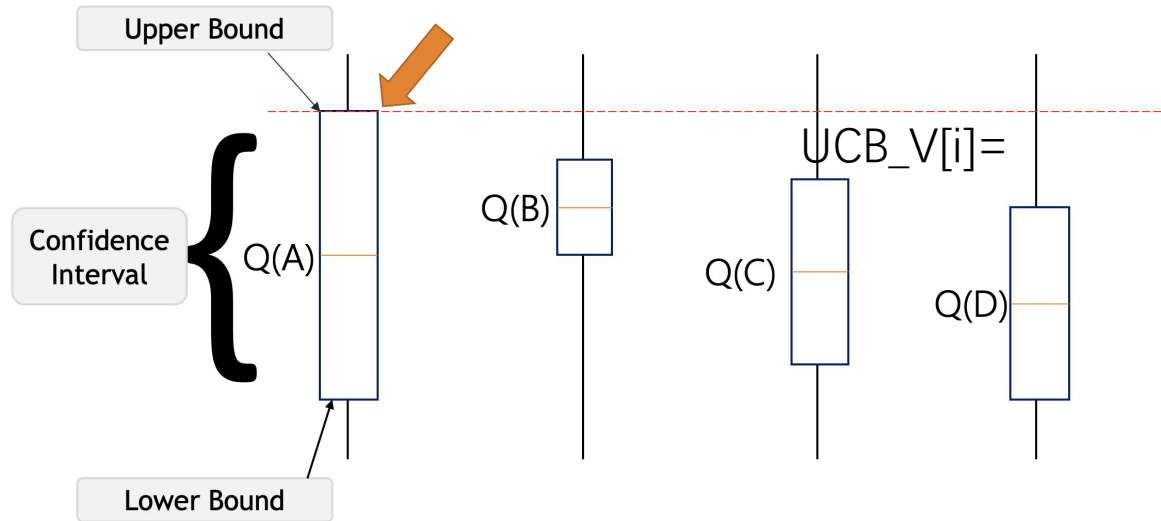 Upper Bound
UCB_V[i]=
Q(B)
Confidence
Interval
Q(A)
Q(C)
Q(D)
Lower Bound